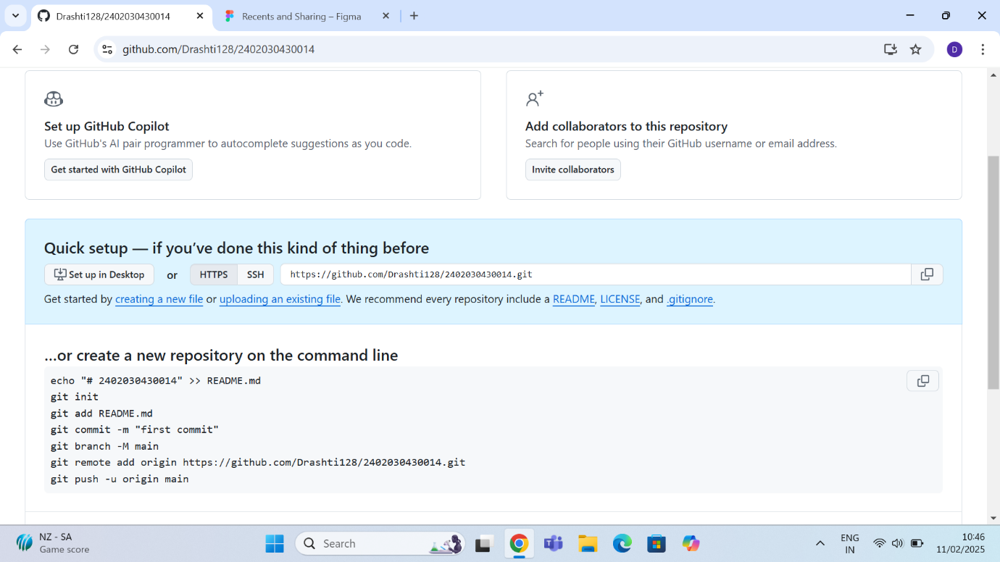 Drashti128/2402030430014
Recents and Sharing – Figma
github.com/Drashti128/2402030430014
D
Set up GitHub Copilot
Use GitHub's AI pair programmer to autocomplete suggestions as you code.
Get started with GitHub Copilot
Add collaborators to this repository
Search for people using their GitHub username or email address.
Invite collaborators
Quick setup — if you’ve done this kind of thing before
Set up in Desktop or HTTPS SSH https://github.com/Drashti128/2402030430014.git
Get started by creating a new file or uploading an existing file. We recommend every repository include a README, LICENSE, and .gitignore.
…or create a new repository on the command line
echo "# 2402030430014" >> README.md
git init
git add README.md
git commit -m "first commit"
git branch -M main
git remote add origin https://github.com/Drashti128/2402030430014.git
git push -u origin main
NZ - SA
Game score
Search
ENG
IN
10:46
11/02/2025